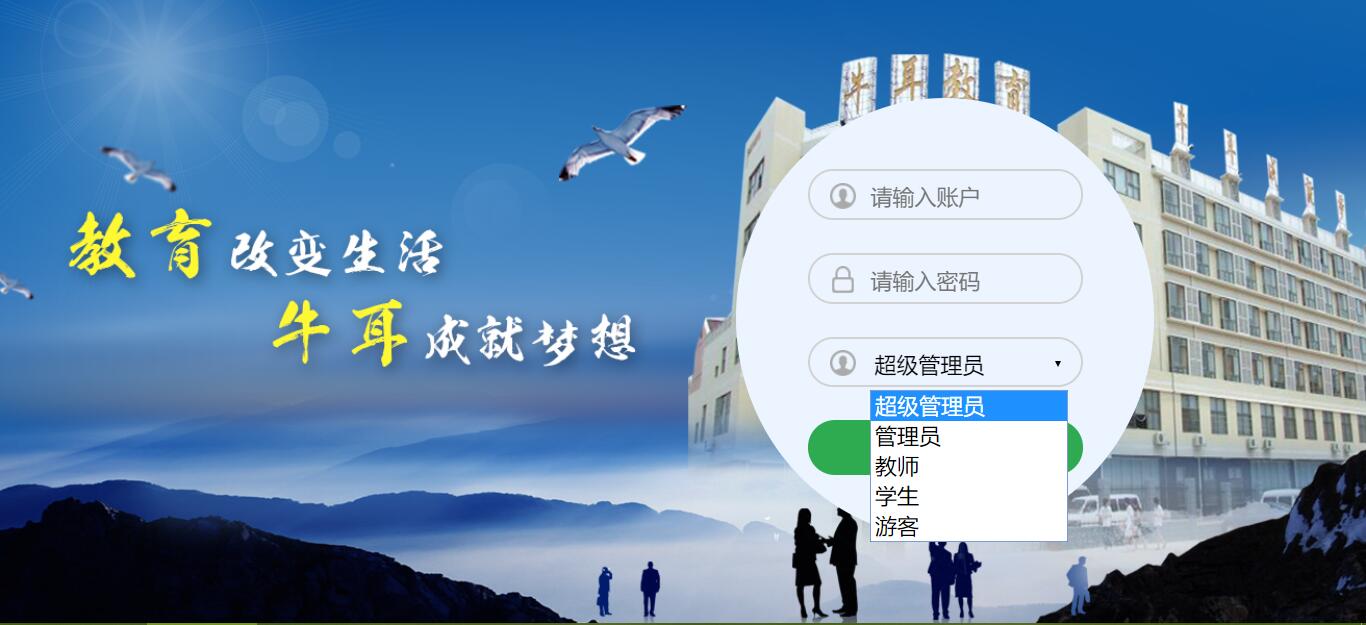 牛耳教育
教育改变生活
牛耳成就梦想
请输入账户
请输入密码
超级管理员
超级管理员
管理员
教师
学生
游客